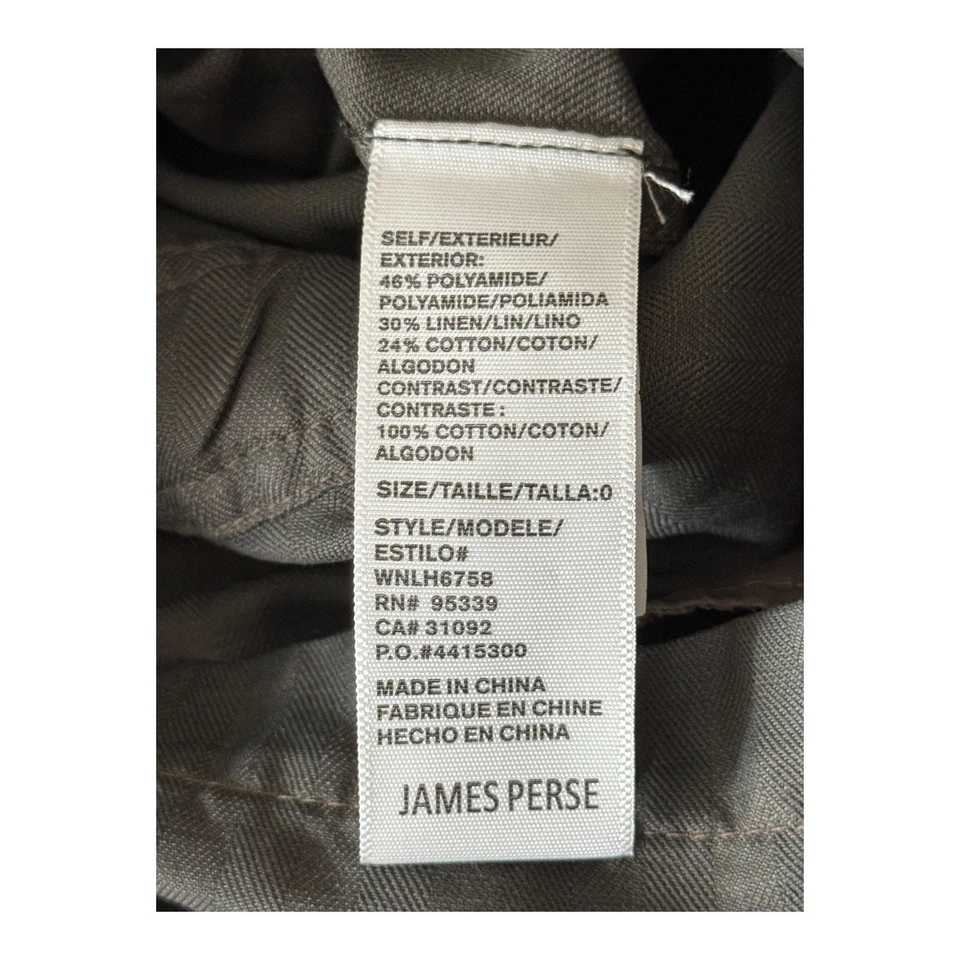 SELF/EXTERIEUR/
EXTERIOR:
46% POLYAMIDE/
POLYAMIDE/POLIAMIDA
30% LINEN/LIN/LINO
24% COTTON/COTON/
ALGODON
CONTRAST/CONTRASTE/
CONTRASTE :
100% COTTON/COTON/
ALGODON
SIZE/TAILLE/TALLA:0
STYLE/MODELE/
ESTILO#
WNLH6758
RN# 95339
CA# 31092
P.O.#4415300
MADE IN CHINA
FABRIQUE EN CHINE
HECHO EN CHINA
JAMES PERSE